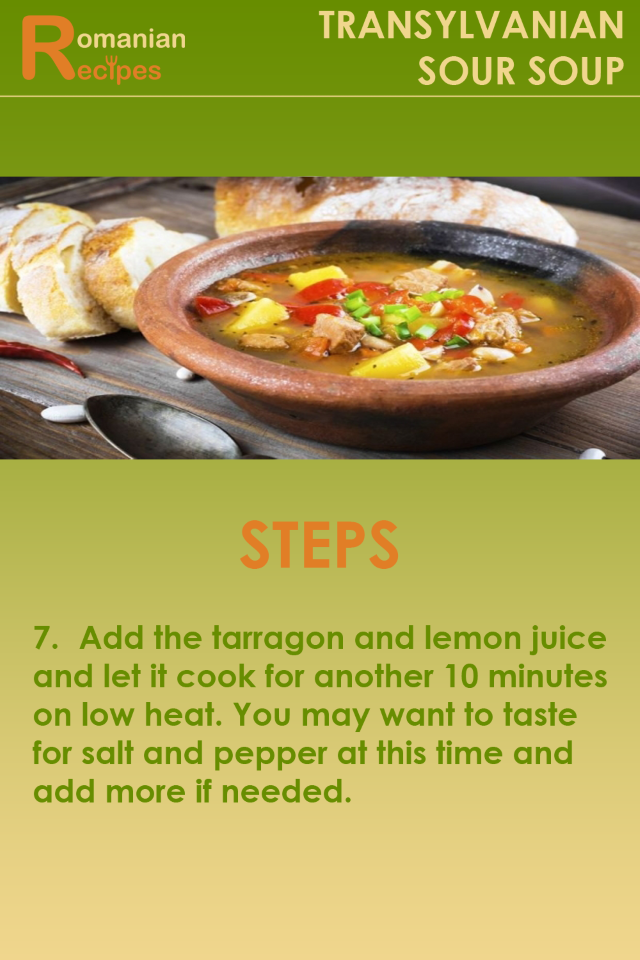 Romanian
Recipes
TRANSYLVANIAN
SOUR SOUP
STEPS
7. Add the tarragon and lemon juice
and let it cook for another 10 minutes
on low heat. You may want to taste
for salt and pepper at this time and
add more if needed.